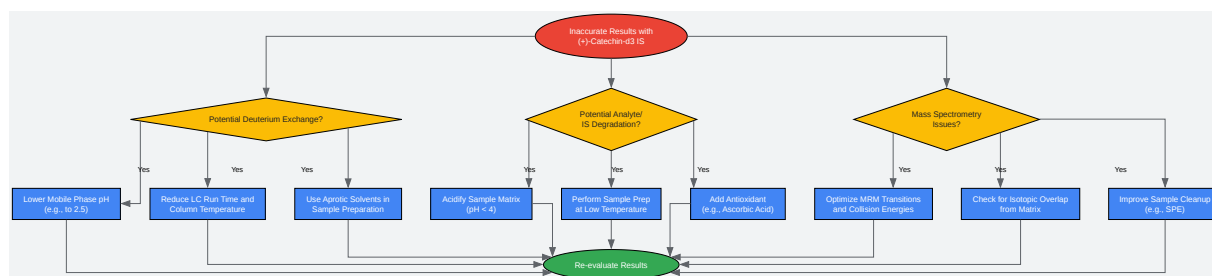 Inaccurate Results with
(+)-Catechin-d3 IS
Potential Deuterium Exchange?
Potential Analyte/
IS Degradation?
Mass Spectrometry
Issues?
Yes
Yes
Yes
Yes
Yes
Yes
Yes
Yes
Yes
Lower Mobile Phase pH
(e.g., to 2.5)
Reduce LC Run Time and
Column Temperature
Use Aprotic Solvents in
Sample Preparation
Acidify Sample Matrix
(pH < 4)
Perform Sample Prep
at Low Temperature
Add Antioxidant
(e.g., Ascorbic Acid)
Optimize MRM Transitions
and Collision Energies
Check for Isotopic Overlap
from Matrix
Improve Sample Cleanup
(e.g., SPE)
Re-evaluate Results